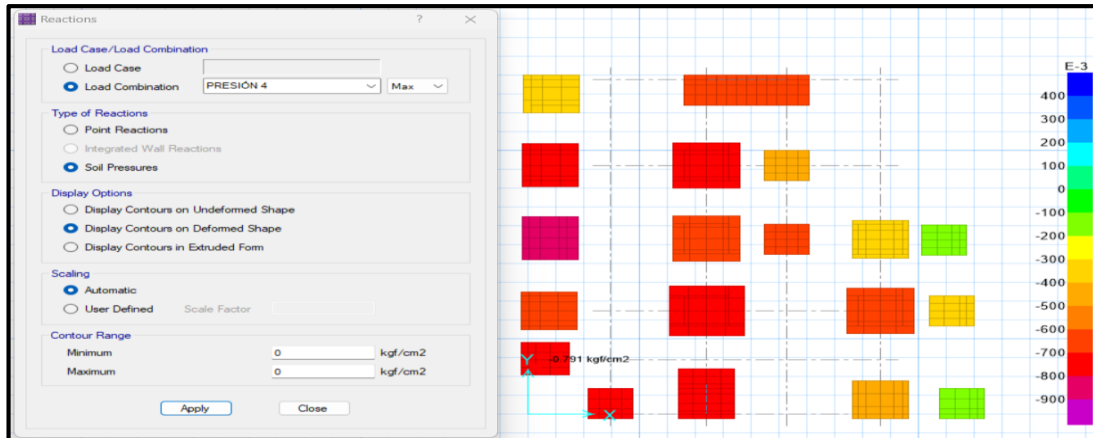 Reactions
? ×
Load Case/Load Combination
Load Case
Load Combination PRESIÓN 4 Max
Type of Reactions
Point Reactions
Integrated Wall Reactions
Soil Pressures
Display Options
Display Contours on Undeformed Shape
Display Contours on Deformed Shape
Display Contours in Extruded Form
Scaling
Automatic
User Defined Scale Factor
Contour Range
Minimum 0 kgf/cm2
Maximum 0 kgf/cm2
Apply Close
Y
-0.791 kgf/cm2
X
E-3
400
300
200
100
0
-100
-200
-300
-400
-500
-600
-700
-800
-900